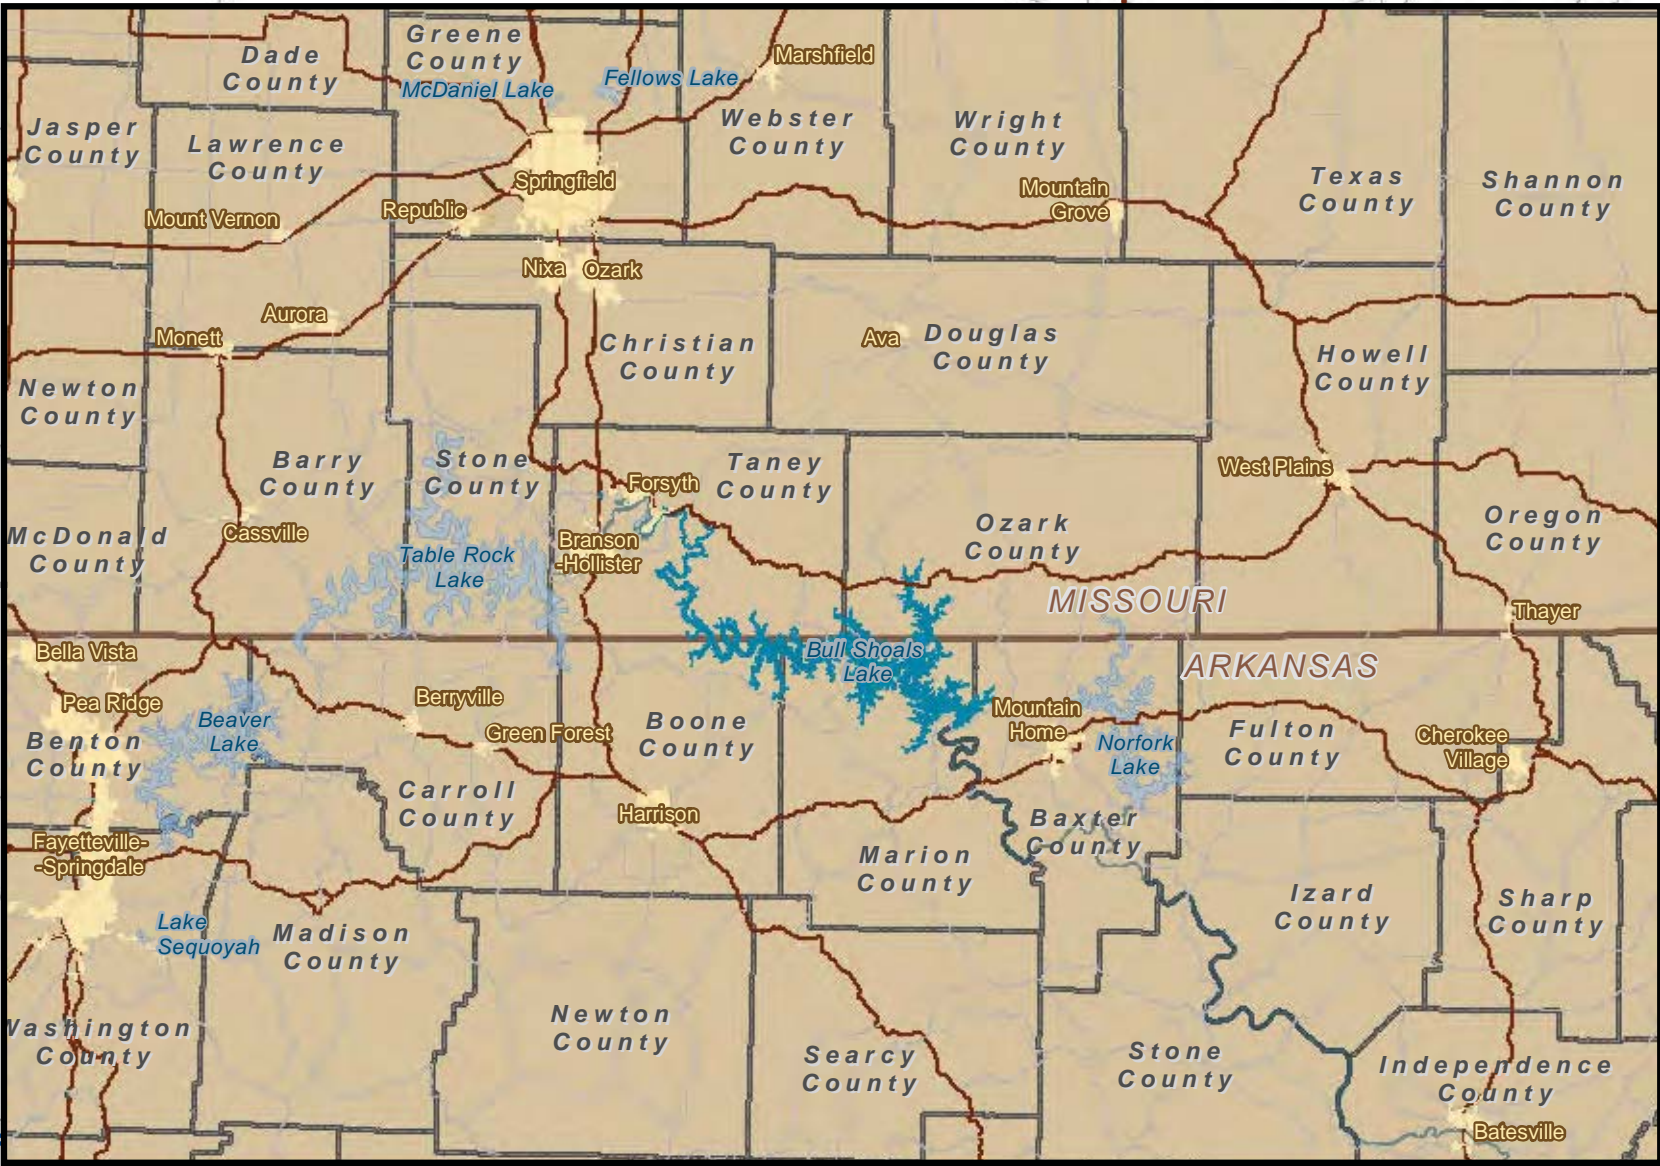 Dade
County
Greene
County
McDaniel Lake
Fellows Lake
Marshfield
Jasper
County
Lawrence
County
Webster
County
Wright
County
Springfield
Mountain
Grove
Texas
County
Shannon
County
Mount Vernon
Republic
Nixa
Ozark
Aurora
Monett
Christian
County
Ava
Douglas
County
Howell
County
Newton
County
Barry
County
Stone
County
Forsyth
Taney
County
West Plains
Cassville
McDonald
County
Table Rock
Lake
Branson
-Hollister
Ozark
County
Oregon
County
MISSOURI
Thayer
Bella Vista
Bull Shoals
Lake
ARKANSAS
Pea Ridge
Berryville
Beaver
Lake
Green Forest
Boone
County
Mountain
Home
Norfork
Lake
Fulton
County
Cherokee
Village
Benton
County
Carroll
County
Harrison
Baxter
County
Fayetteville-
-Springdale
Marion
County
Izard
County
Sharp
County
Lake
Sequoyah
Madison
County
Washington
County
Newton
County
Searcy
County
Stone
County
Independence
County
Batesville